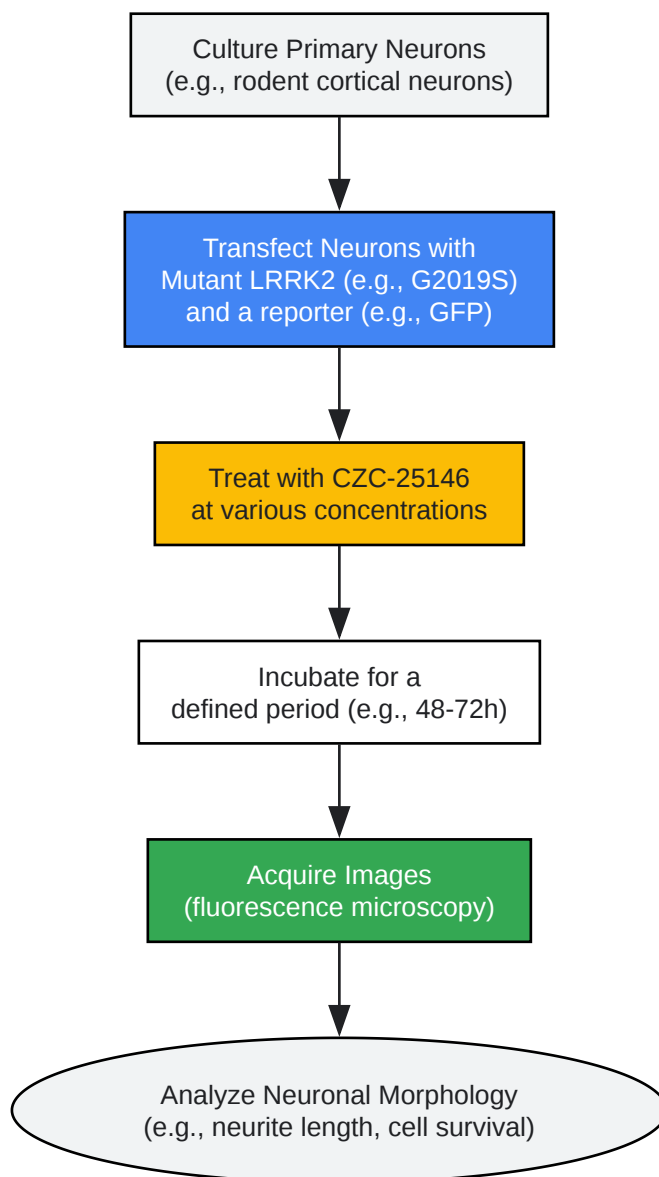 Culture Primary Neurons
(e.g., rodent cortical neurons)
Transfect Neurons with
Mutant LRRK2 (e.g., G2019S)
and a reporter (e.g., GFP)
Treat with CZC-25146
at various concentrations
Incubate for a
defined period (e.g., 48-72h)
Acquire Images
(fluorescence microscopy)
Analyze Neuronal Morphology
(e.g., neurite length, cell survival)